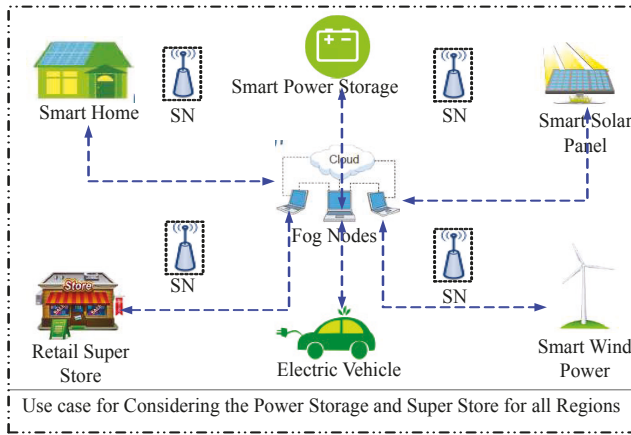 Smart Home
SN
Smart Power Storage
SN
Smart Solar
Panel
Cloud
Fog Nodes
SN
SN
Store
Retail Super
Store
Electric Vehicle
Smart Wind
Power
Use case for Considering the Power Storage and Super Store for all Regions